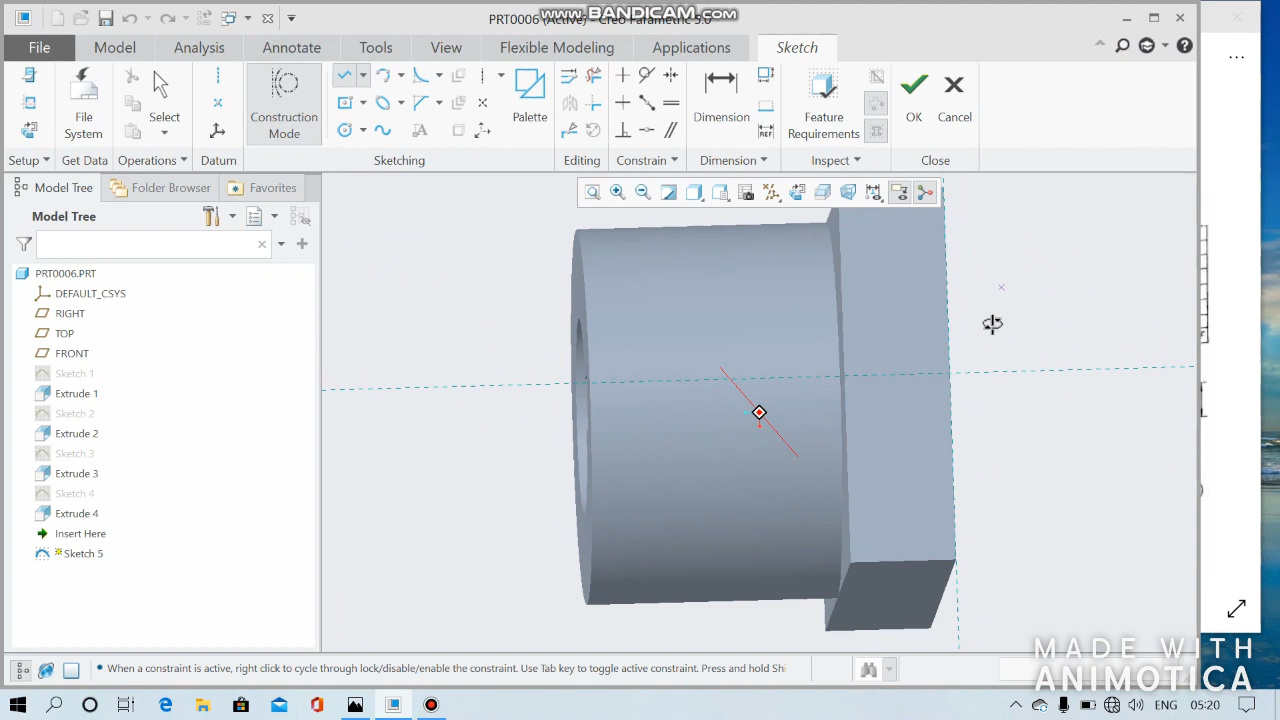 PRT0006 (Active) - Creo Parametric 5.0
WWW.BANDICAM.COM
File Model Analysis Annotate Tools View Flexible Modeling Applications Sketch
File System
Select
Construction Mode
Palette
Dimension
REF
Feature Requirements
OK
Cancel
Setup Get Data Operations Datum Sketching Editing Constrain Dimension Inspect Close
Model Tree Folder Browser Favorites
Model Tree
PRT0006.PRT
DEFAULT_CSYS
RIGHT
TOP
FRONT
Sketch 1
Extrude 1
Sketch 2
Extrude 2
Sketch 3
Extrude 3
Sketch 4
Extrude 4
Insert Here
Sketch 5
When a constraint is active, right click to cycle through lock/disable/enable the constraint. Use Tab key to toggle active constraint. Press and hold Shi
MADE WITH
ANIMOTICA
ENG 05:20